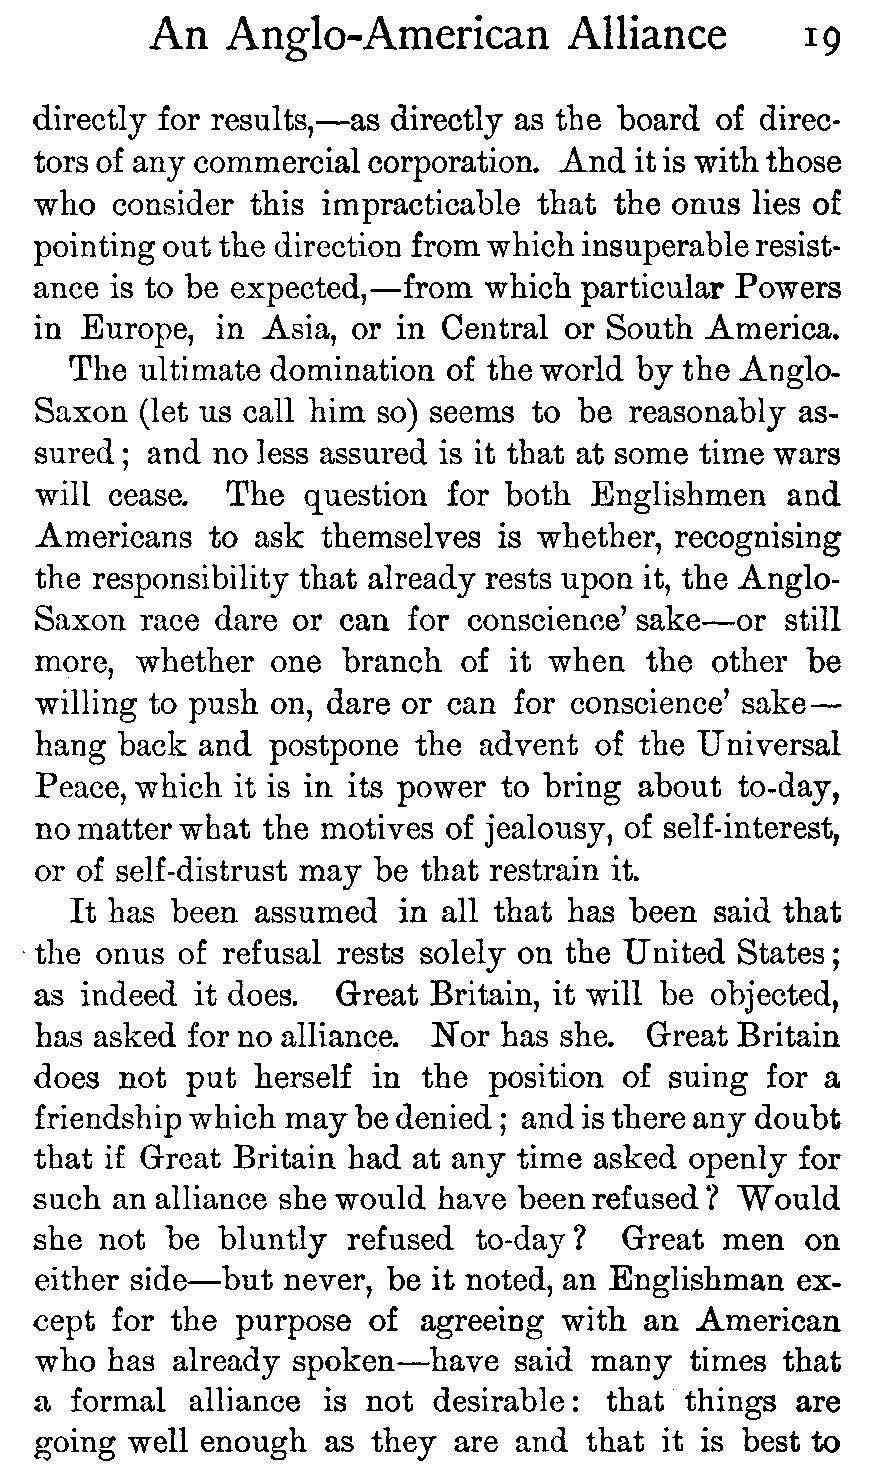 An Anglo-American Alliance 19
directly for results,—as directly as the board of direc-
tors of any commercial corporation. And it is with those
who consider this impracticable that the onus lies of
pointing out the direction from which insuperable resist-
ance is to be expected,—from which particular Powers
in Europe, in Asia, or in Central or South America.
The ultimate domination of the world by the Anglo-
Saxon (let us call him so) seems to be reasonably as-
sured; and no less assured is it that at some time wars
will cease. The question for both Englishmen and
Americans to ask themselves is whether, recognising
the responsibility that already rests upon it, the Anglo-
Saxon race dare or can for conscience' sake—or still
more, whether one branch of it when the other be
willing to push on, dare or can for conscience' sake—
hang back and postpone the advent of the Universal
Peace, which it is in its power to bring about to-day,
no matter what the motives of jealousy, of self-interest,
or of self-distrust may be that restrain it.
It has been assumed in all that has been said that
the onus of refusal rests solely on the United States;
as indeed it does. Great Britain, it will be objected,
has asked for no alliance. Nor has she. Great Britain
does not put herself in the position of suing for a
friendship which may be denied; and is there any doubt
that if Great Britain had at any time asked openly for
such an alliance she would have been refused? Would
she not be bluntly refused to-day? Great men on
either side—but never, be it noted, an Englishman ex-
cept for the purpose of agreeing with an American
who has already spoken—have said many times that
a formal alliance is not desirable: that things are
going well enough as they are and that it is best to